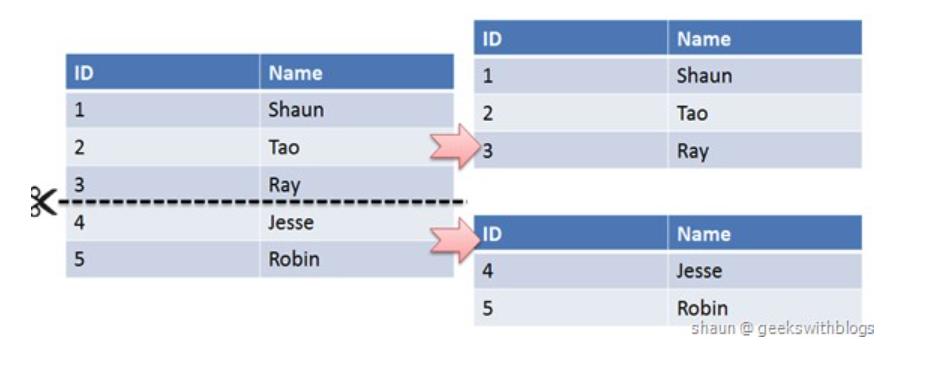 ID Name
1 Shaun
2 Tao
3 Ray
4 Jesse
5 Robin
ID Name
1 Shaun
2 Tao
3 Ray
ID Name
4 Jesse
5 Robin
shaun @ geekswithblogs